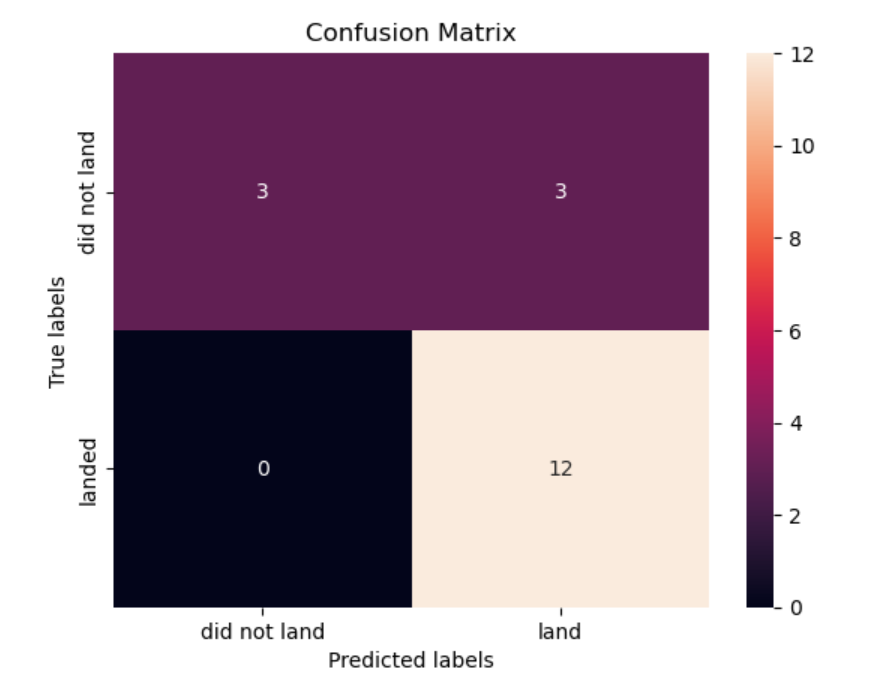 Confusion Matrix
did not land
landed
True labels
3
3
0
12
did not land
land
Predicted labels
12
10
8
6
4
2
0